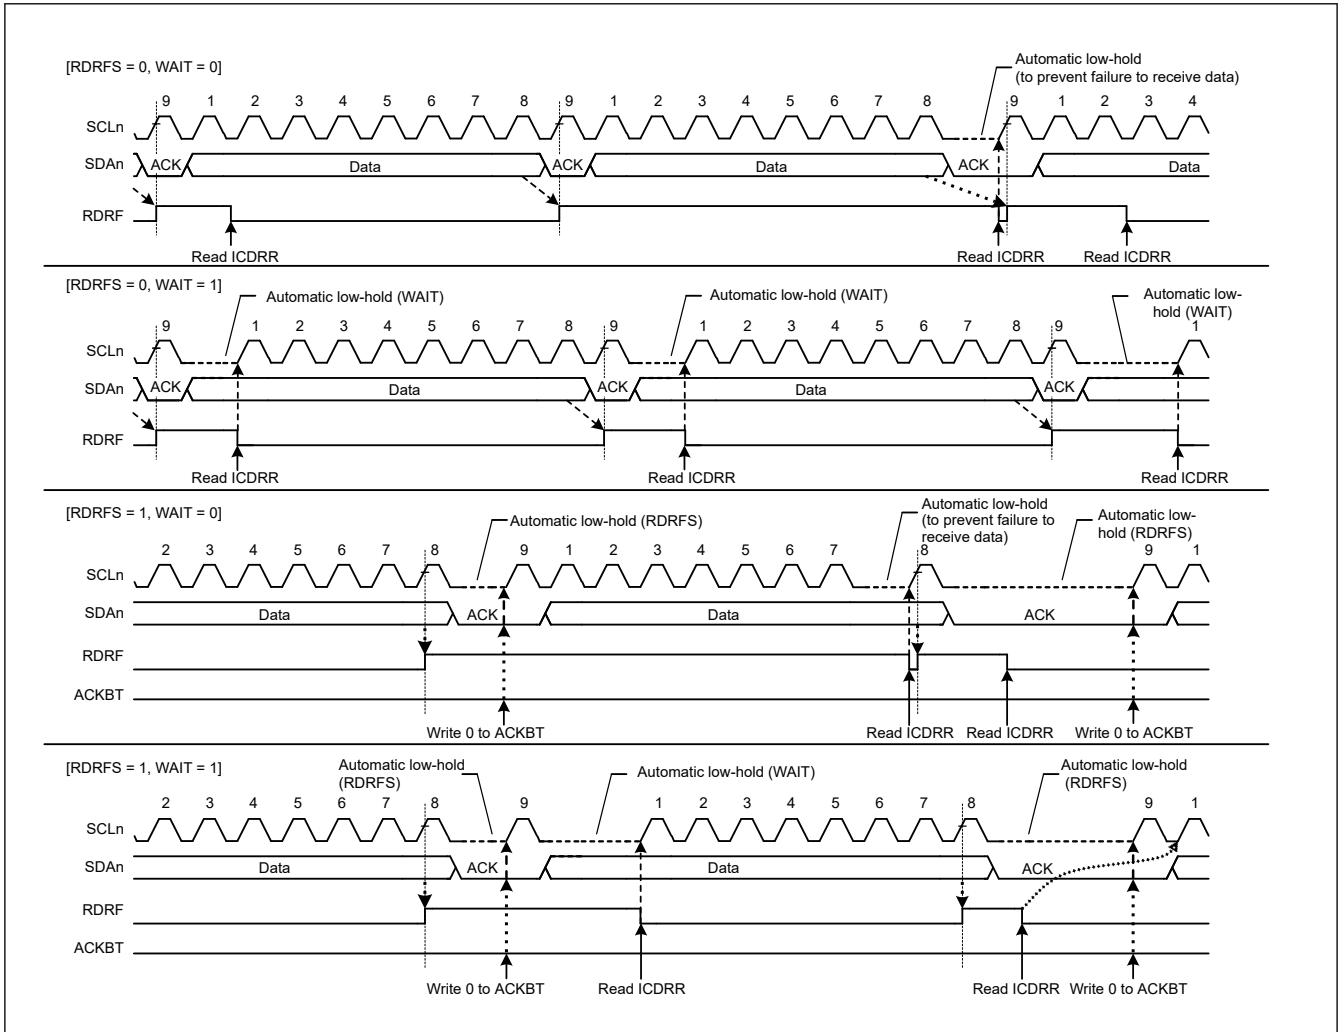 [RDRFS = 0, WAIT = 0]
Automatic low-hold
(to prevent failure to receive data)
9 1 2 3 4 5 6 7 8 9 1 2 3 4 5 6 7 8 9 1 2 3 4
SCLn
SDAn ACK Data ACK Data ACK Data
RDRF
Read ICDRR Read ICDRR Read ICDRR
[RDRFS = 0, WAIT = 1]
Automatic low-hold (WAIT) Automatic low-hold (WAIT) Automatic low-
hold (WAIT)
9 1 2 3 4 5 6 7 8 9 1 2 3 4 5 6 7 8 9 1
SCLn
SDAn ACK Data ACK Data ACK
RDRF
Read ICDRR Read ICDRR Read ICDRR
[RDRFS = 1, WAIT = 0]
Automatic low-hold (RDRFS)
Automatic low-hold
(to prevent failure to
receive data)
Automatic low-
hold (RDRFS)
2 3 4 5 6 7 8 9 1 2 3 4 5 6 7 8 9 1
SCLn
SDAn Data ACK Data ACK
RDRF
ACKBT
Write 0 to ACKBT Read ICDRR Read ICDRR Write 0 to ACKBT
[RDRFS = 1, WAIT = 1]
Automatic low-hold
(RDRFS)
Automatic low-hold (WAIT)
Automatic low-hold
(RDRFS)
2 3 4 5 6 7 8 9 1 2 3 4 5 6 7 8 9 1
SCLn
SDAn Data ACK Data ACK
RDRF
ACKBT
Write 0 to ACKBT Read ICDRR Read ICDRR Write 0 to ACKBT